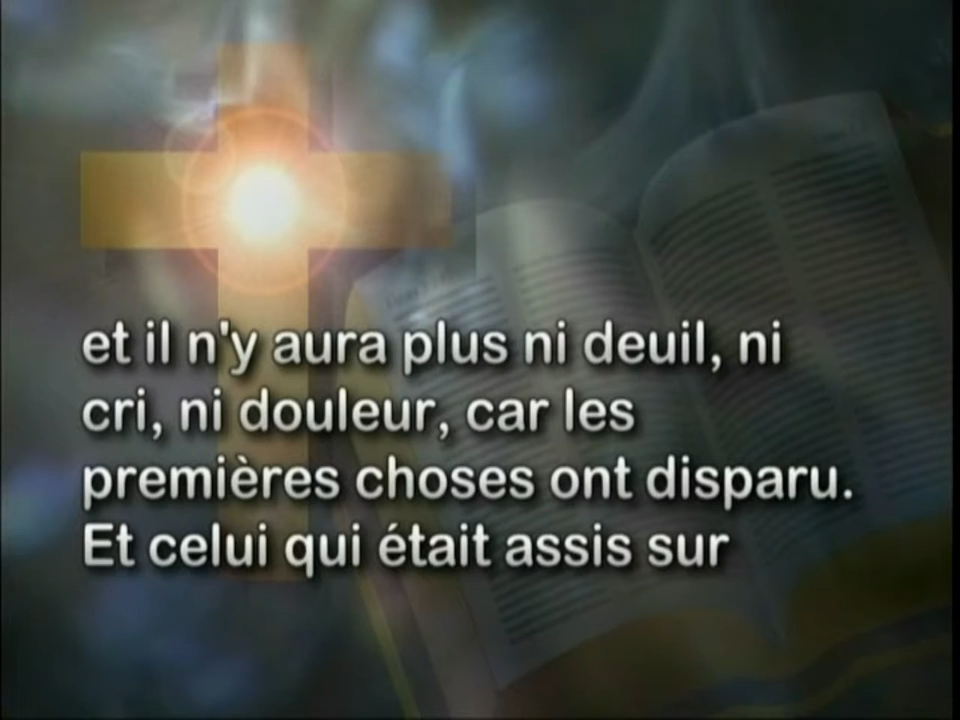 et il n'y aura plus ni deuil, ni
cri, ni douleur, car les
premières choses ont disparu.
Et celui qui était assis sur